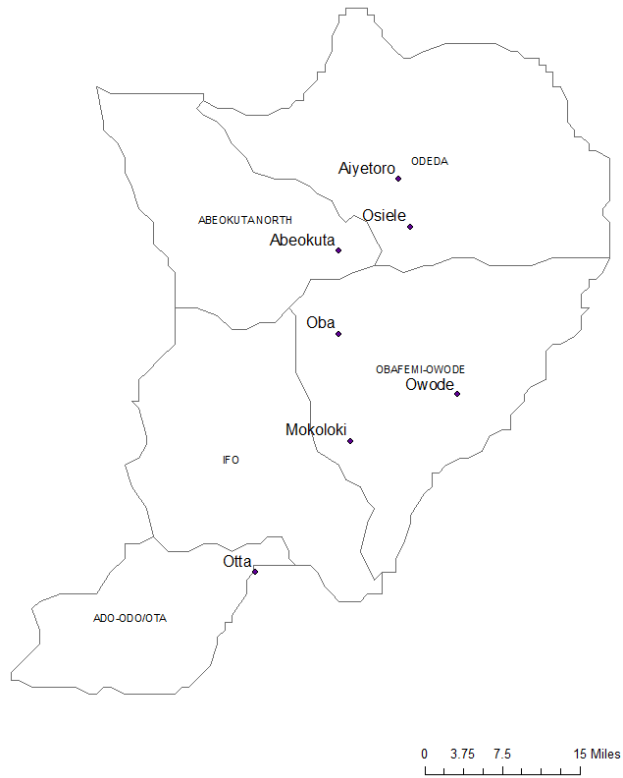 Aiyetoro
ODEDA
ABEOKUTA NORTH
Osiele
Abeokuta
Oba
OBAFEMI-OWODE
Owode
Mokoloki
IFO
Otta
ADO-ODO/OTA
0 3.75 7.5 15 Miles